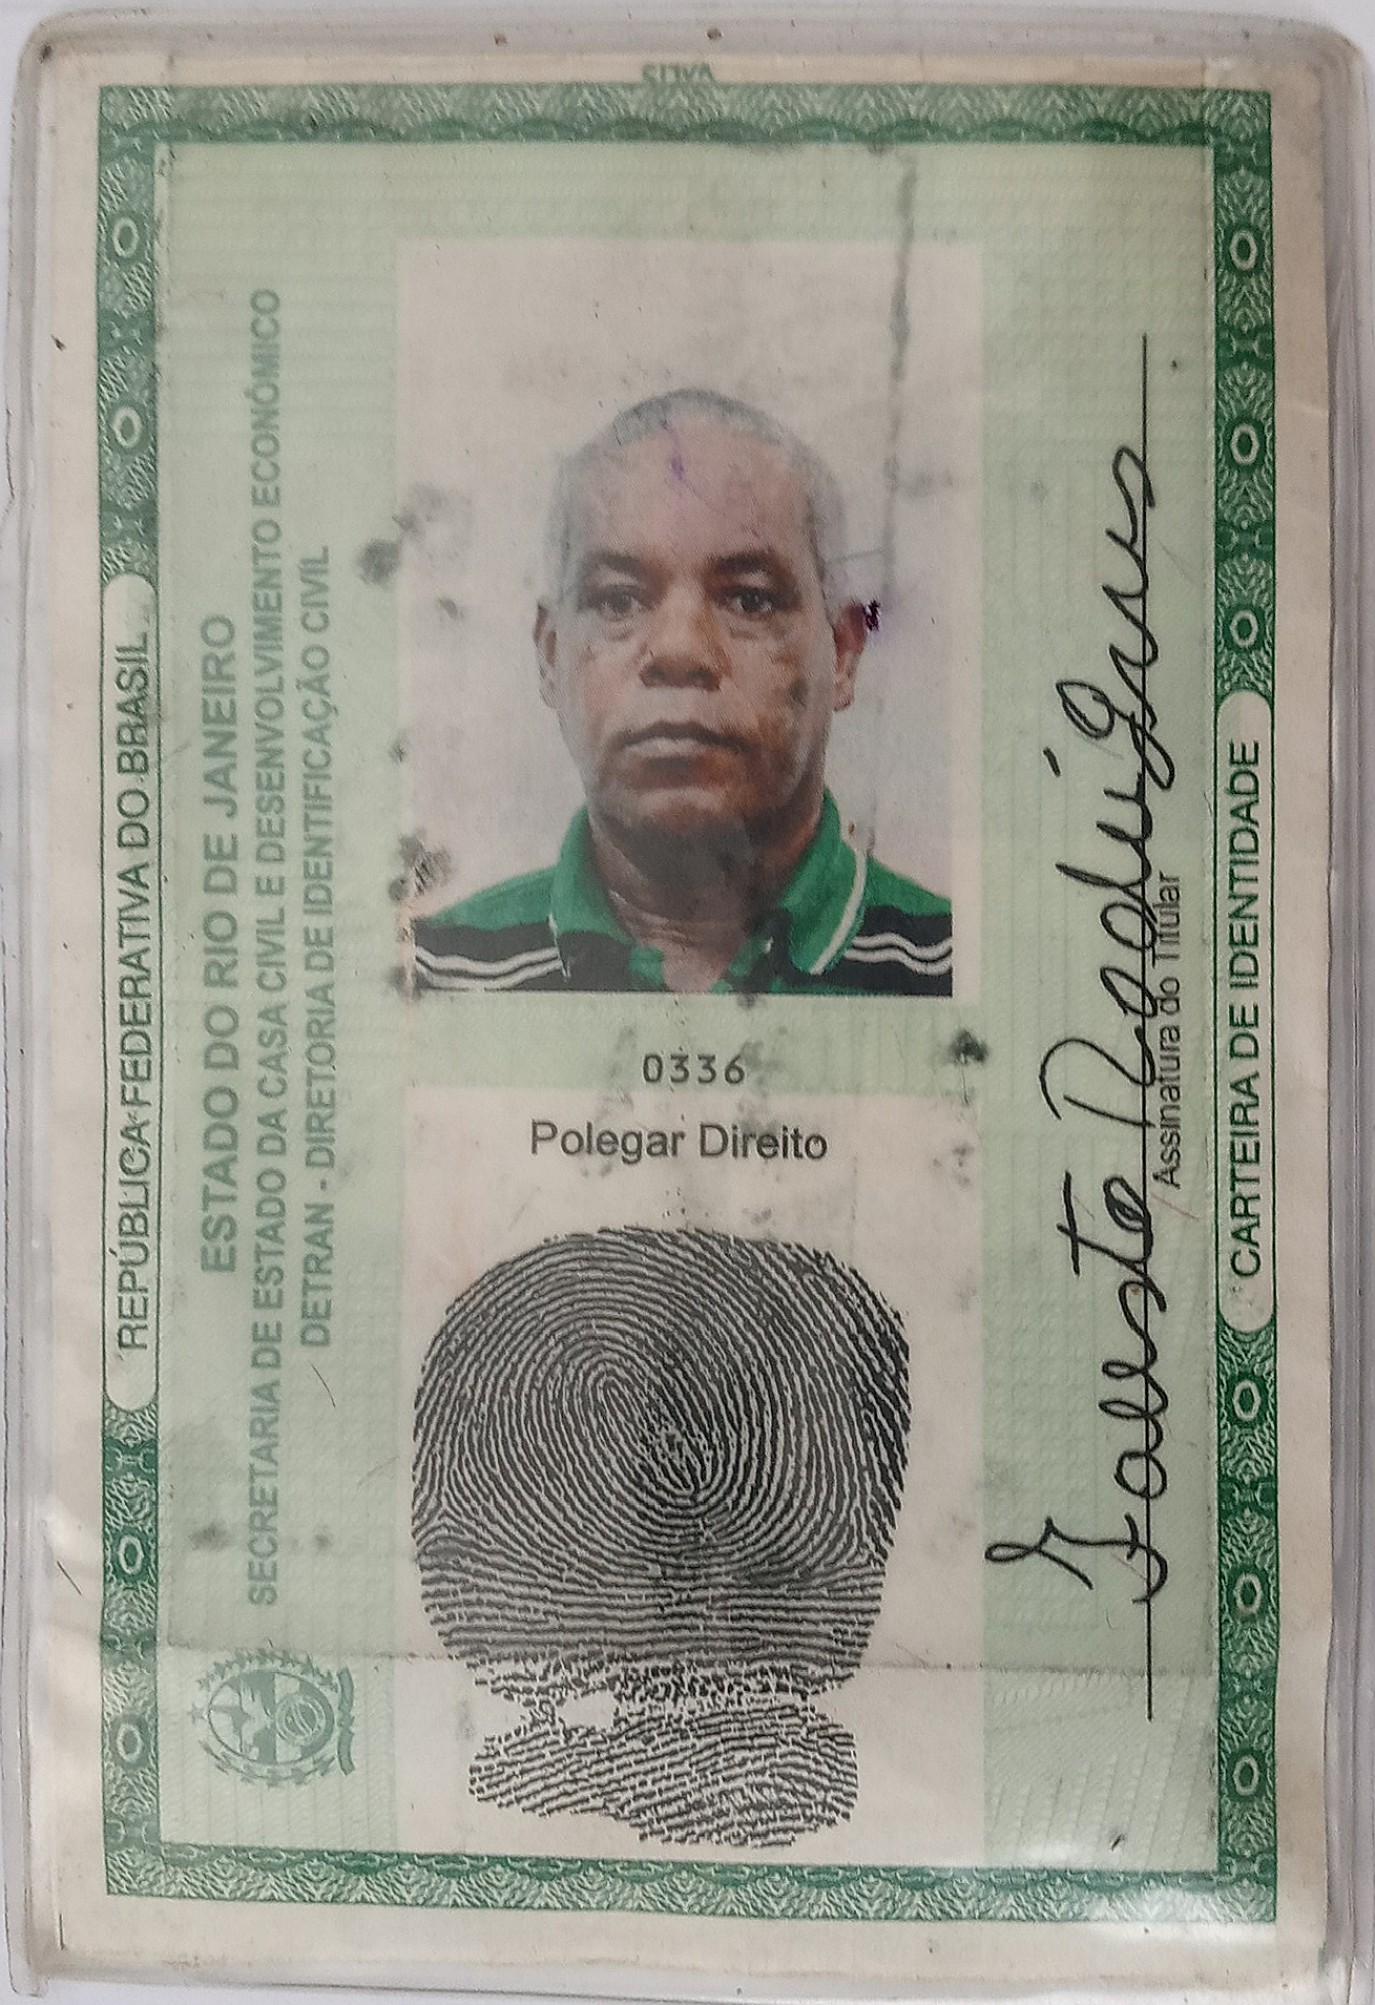 REPÚBLICA FEDERATIVA DO BRASIL
ESTADO DO RIO DE JANEIRO
SECRETARIA DE ESTADO DA CASA CIVIL E DESENVOLVIMENTO ECONÔMICO
DETRAN - DIRETORIA DE IDENTIFICAÇÃO CIVIL
0336
Polegar Direito
Assinatura do Titular
CARTEIRA DE IDENTIDADE